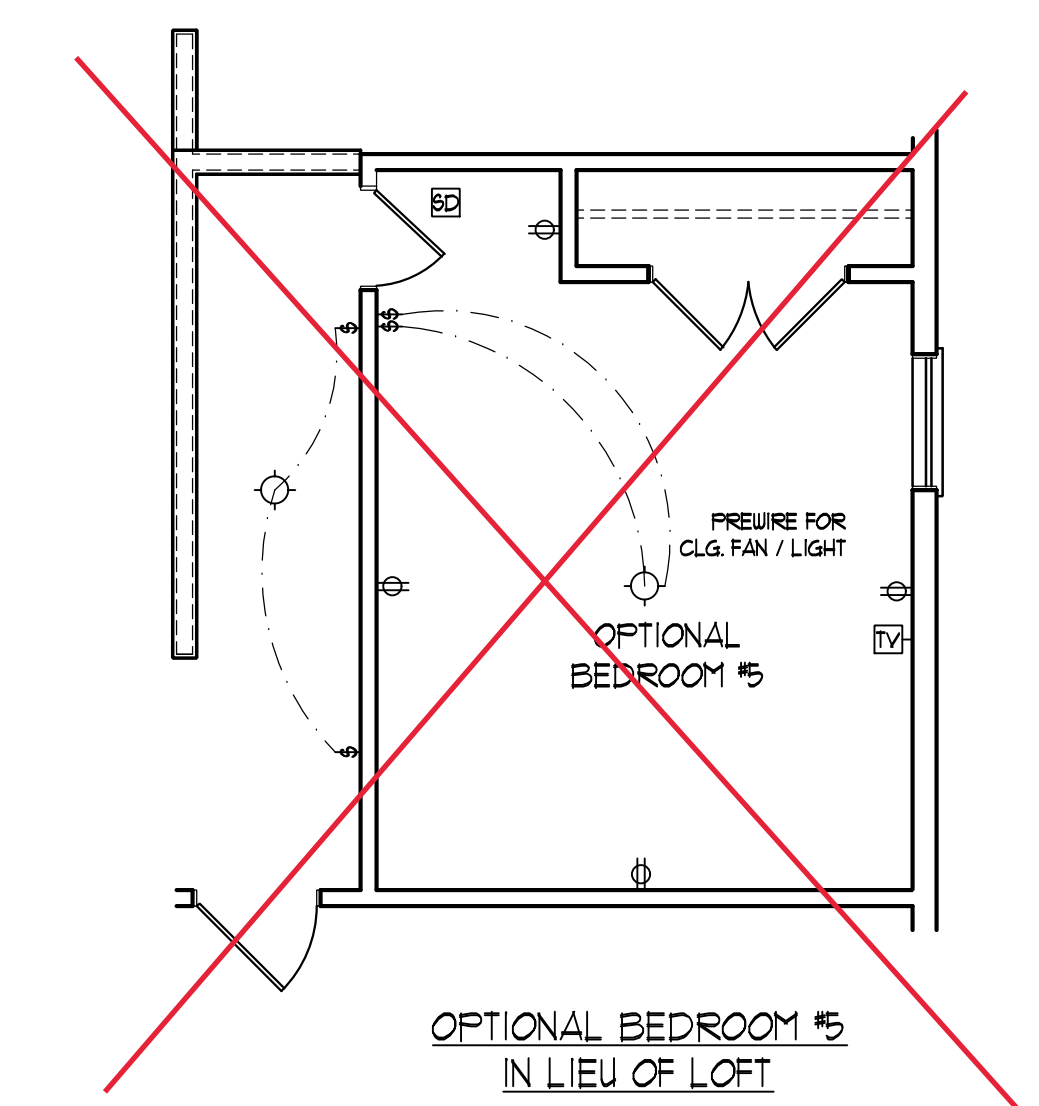 SD
$
$$
$$
PREWIRE FOR
CLG. FAN / LIGHT
OPTIONAL
BEDROOM #5
TV
$
OPTIONAL BEDROOM #5
IN LIEU OF LOFT